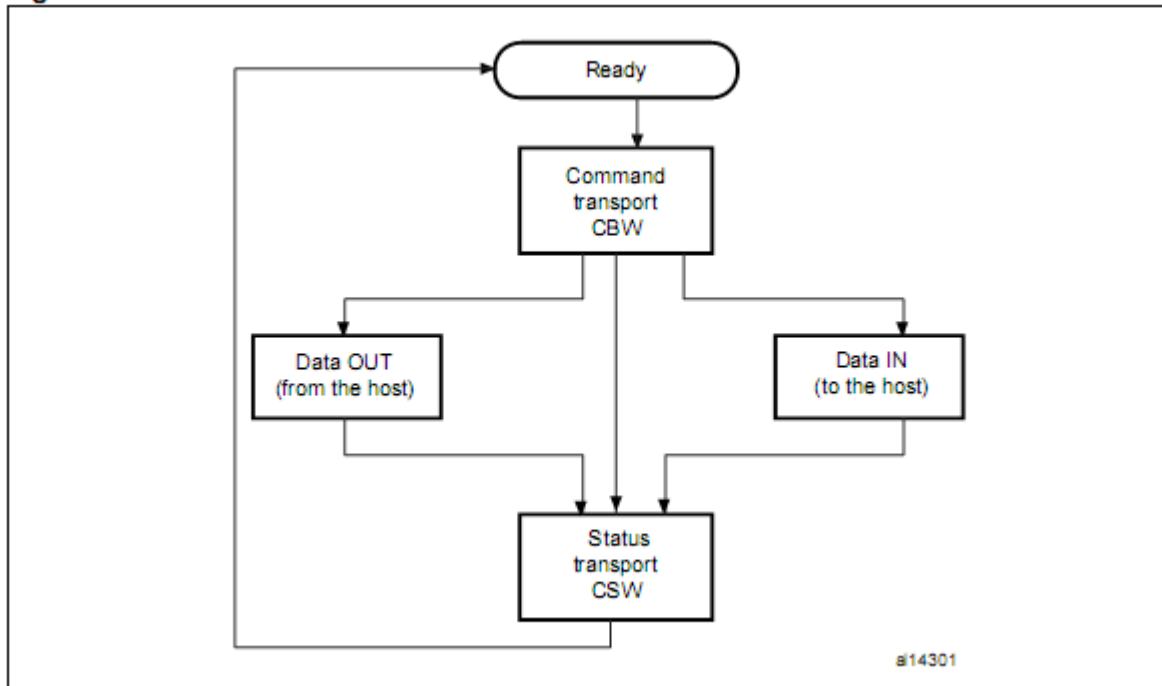 Ready
Command
transport
CBW
Data OUT
(from the host)
Data IN
(to the host)
Status
transport
CSW
ai14301